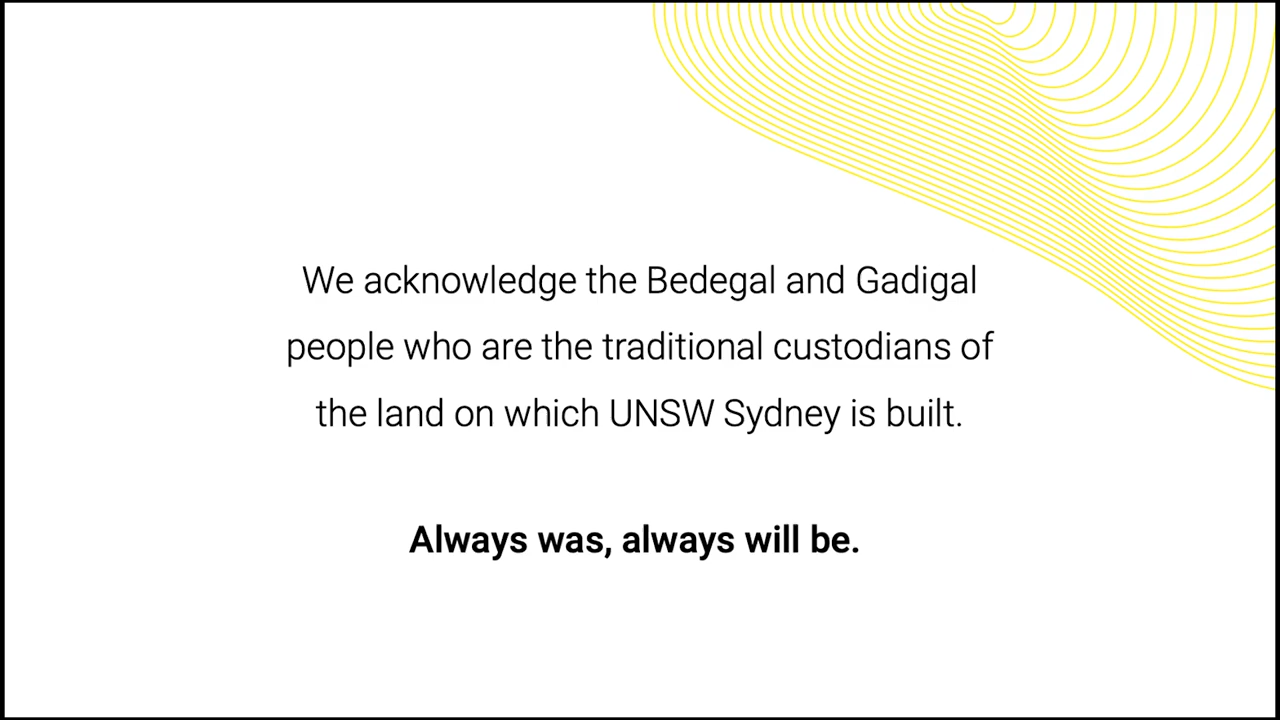 We acknowledge the Bedegal and Gadigal
people who are the traditional custodians of
the land on which UNSW Sydney is built.
Always was, always will be.